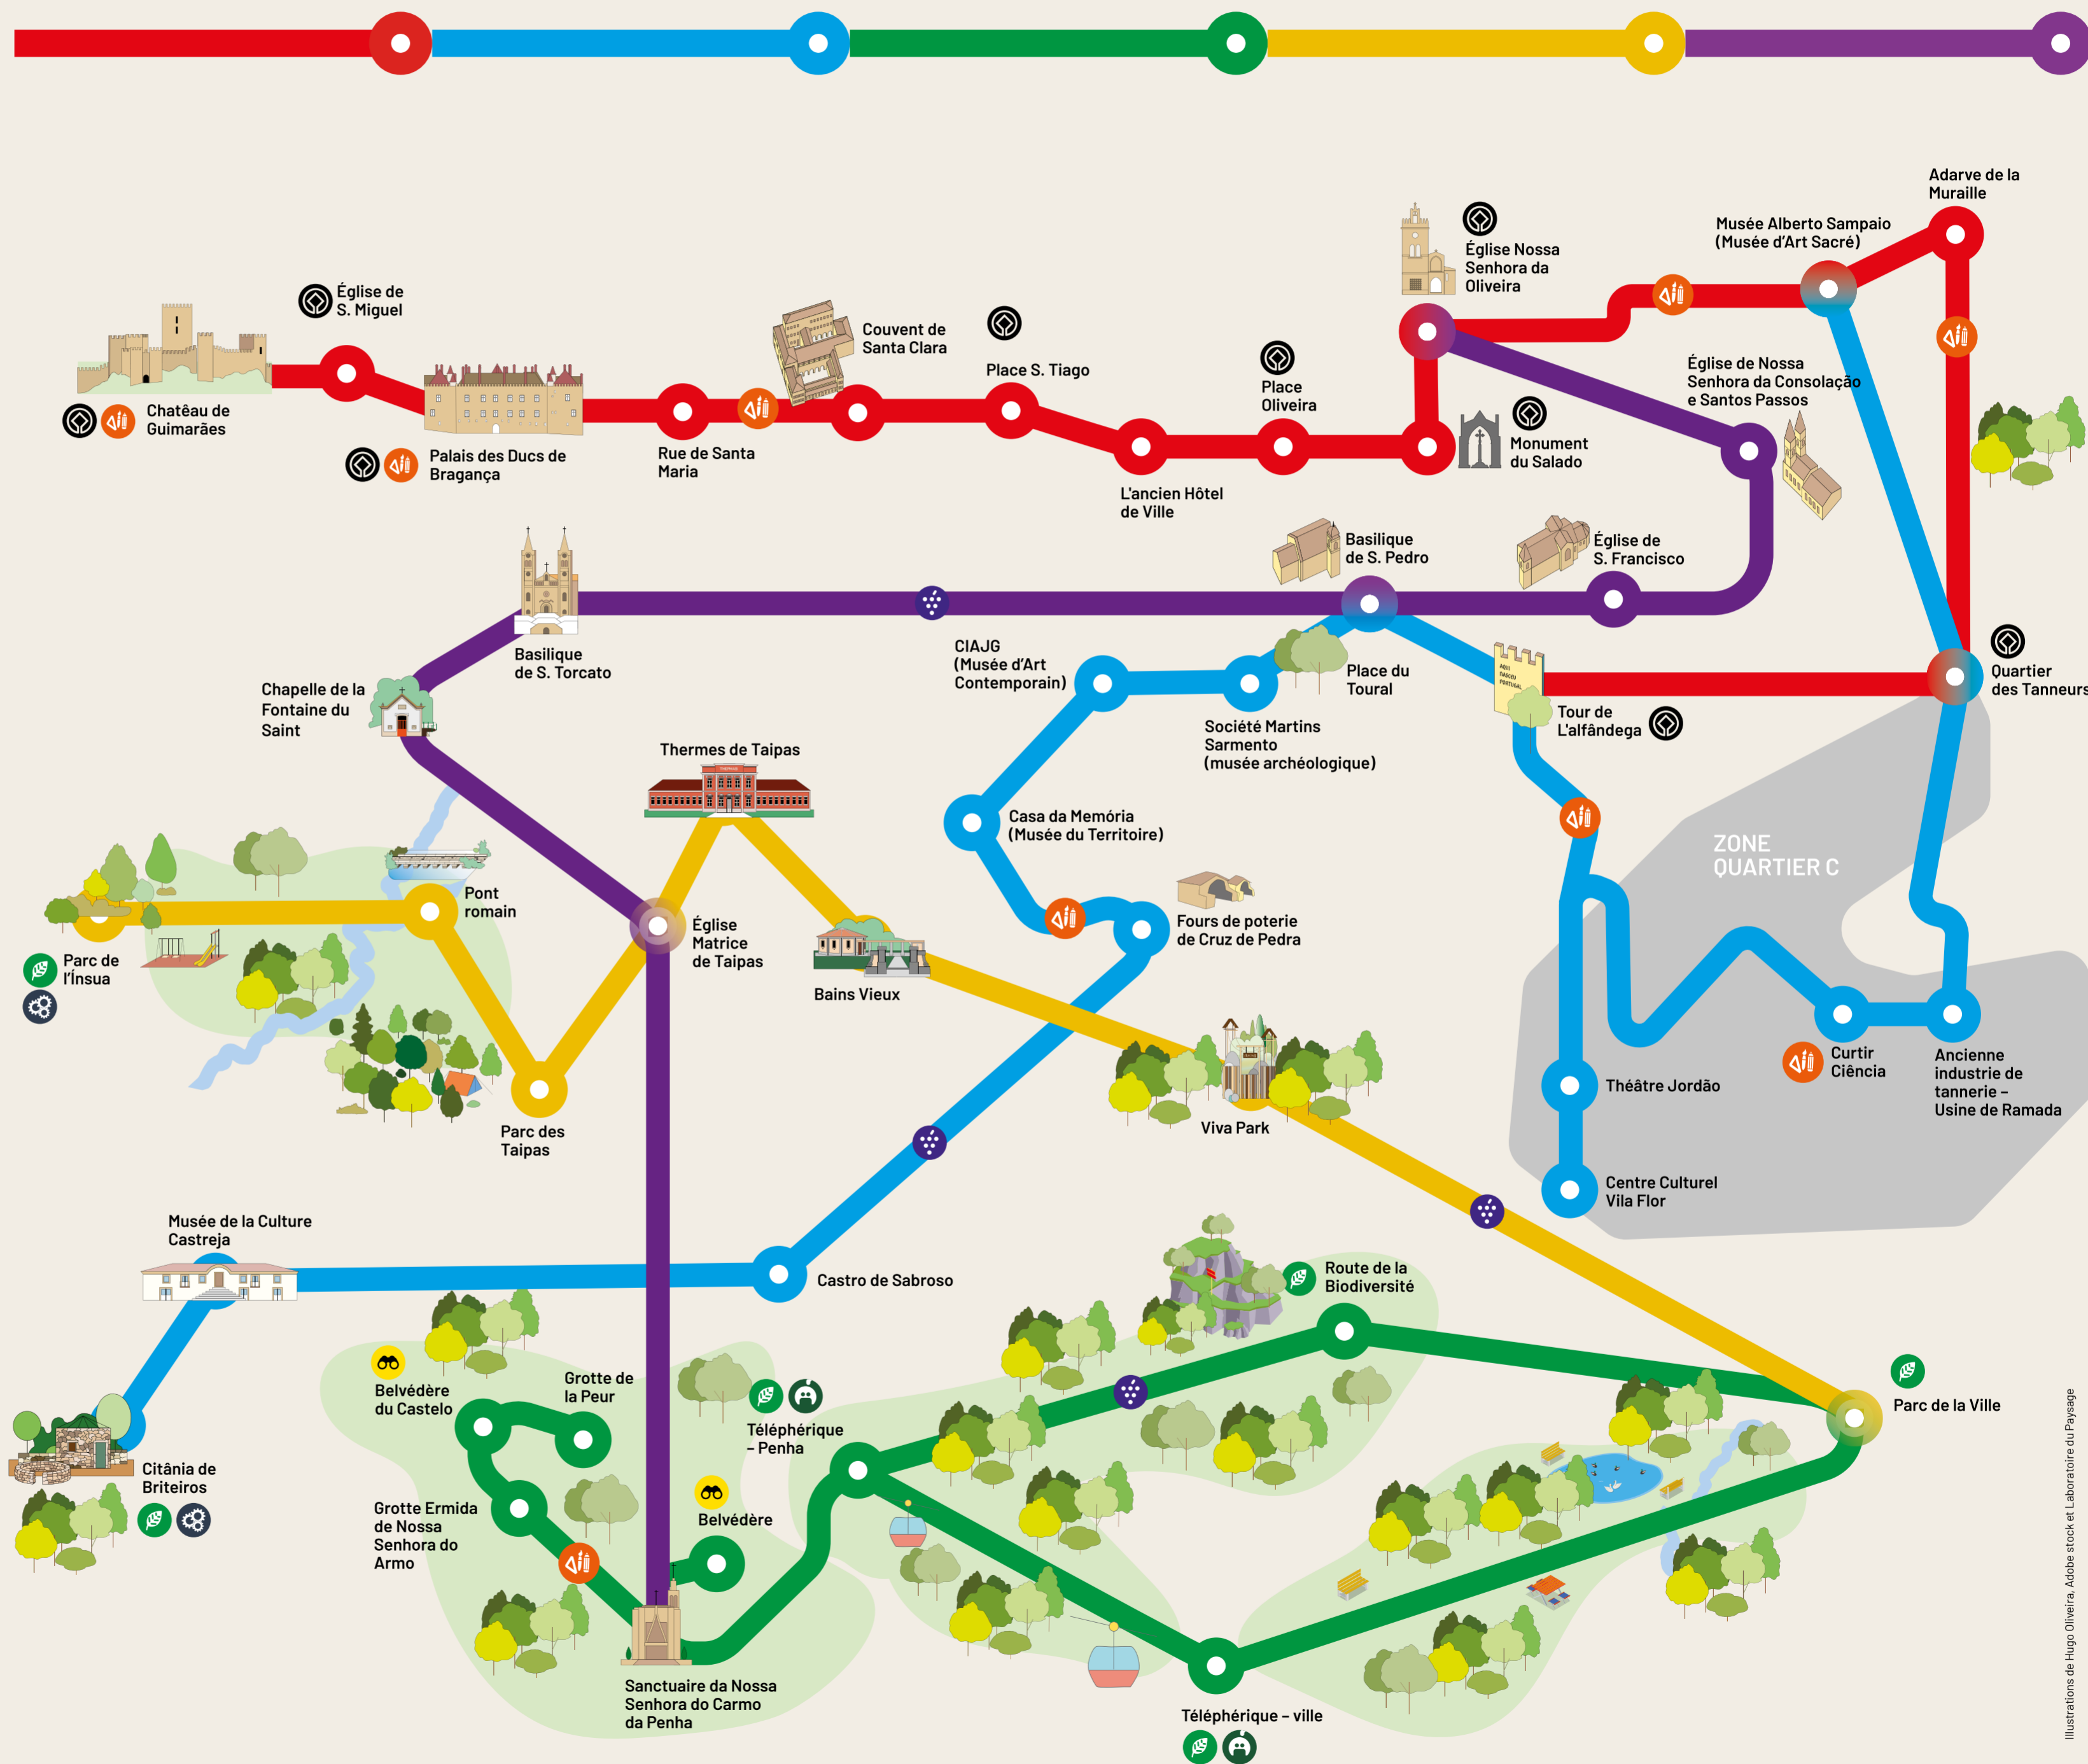 Adarve de la
Muraille
Musée Alberto Sampaio
(Musée d'Art Sacré)
Église Nossa
Senhora da
Oliveira
Église de
S. Miguel
Couvent de
Santa Clara
Place S. Tiago
Place
Oliveira
Église de Nossa
Senhora da Consolação
e Santos Passos
Chatêau de
Guimarães
Palais des Ducs de
Bragança
Rue de Santa
Maria
L'ancien Hôtel
de Ville
Monument
du Salado
Basilique
de S. Pedro
Église de
S. Francisco
Basilique
de S. Torcato
CIAJG
(Musée d'Art
Contemporain)
Place du
Toural
AQUI
NASCEU
PORTUGAL
Quartier
des Tanneurs
Chapelle de la
Fontaine du
Saint
Société Martins
Sarmento
(musée archéologique)
Tour de
L'alfândega
Thermes de Taipas
THERMAS
Casa da Memória
(Musée du Territoire)
ZONE
QUARTIER C
Pont
romain
Église
Matrice
de Taipas
Fours de poterie
de Cruz de Pedra
Parc de
l'Ínsua
Bains Vieux
Curtir
Ciência
Ancienne
industrie de
tannerie –
Usine de Ramada
Théâtre Jordão
Parc des
Taipas
Viva Park
Centre Culturel
Vila Flor
Musée de la Culture
Castreja
Castro de Sabroso
Route de la
Biodiversité
Belvédère
du Castelo
Grotte de
la Peur
Téléphérique
– Penha
Parc de la Ville
Citânia de
Briteiros
Grotte Ermida
de Nossa
Senhora do
Armo
Belvédère
Sanctuaire da Nossa
Senhora do Carmo
da Penha
Téléphérique – ville
Illustrations de Hugo Oliveira, Adobe stock et Laboratoire du Paysage